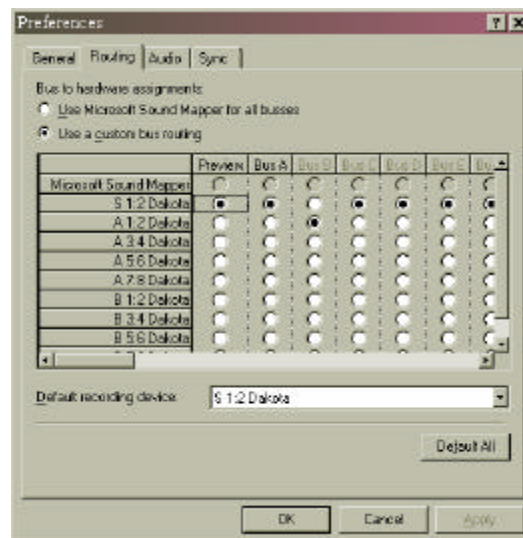 Preferences
General Routing Audio Sync
Bus to hardware assignments:
Use Microsoft Sound Mapper for all busses
Use a custom bus routing
Preview Bus A Bus B Bus C Bus D Bus E Bu
Microsoft Sound Mapper
S 1:2 Dakota
A 1:2 Dakota
A 3:4 Dakota
A 5:6 Dakota
A 7:8 Dakota
B 1:2 Dakota
B 3:4 Dakota
B 5:6 Dakota
Default recording device: S 1:2 Dakota
Default All
OK Cancel Apply